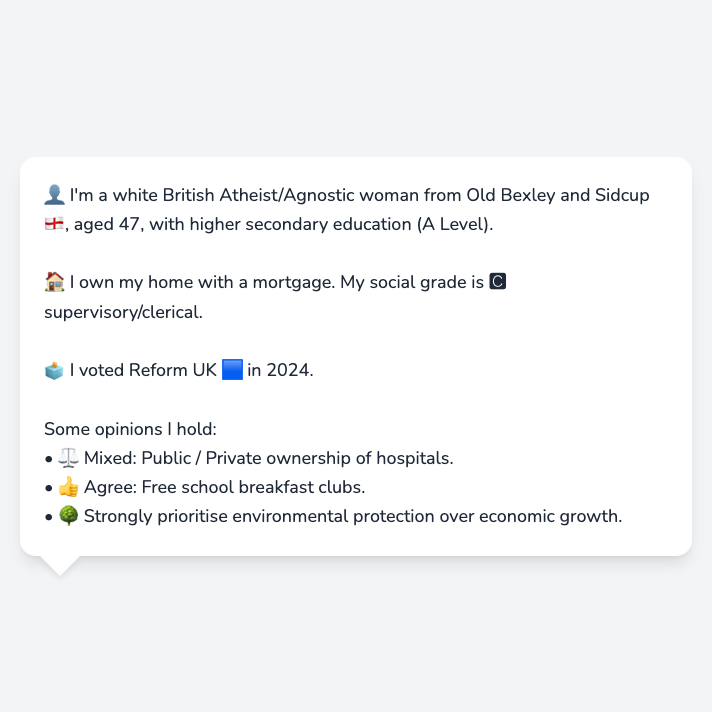 👤 I'm a white British Atheist/Agnostic woman from Old Bexley and Sidcup
🏴󠁧󠁢󠁥󠁮󠁧󠁿, aged 47, with higher secondary education (A Level).
🏠 I own my home with a mortgage. My social grade is 🅲
supervisory/clerical.
🗳️ I voted Reform UK 🟦 in 2024.
Some opinions I hold:
• ⚖️ Mixed: Public / Private ownership of hospitals.
• 👍 Agree: Free school breakfast clubs.
• 🌳 Strongly prioritise environmental protection over economic growth.